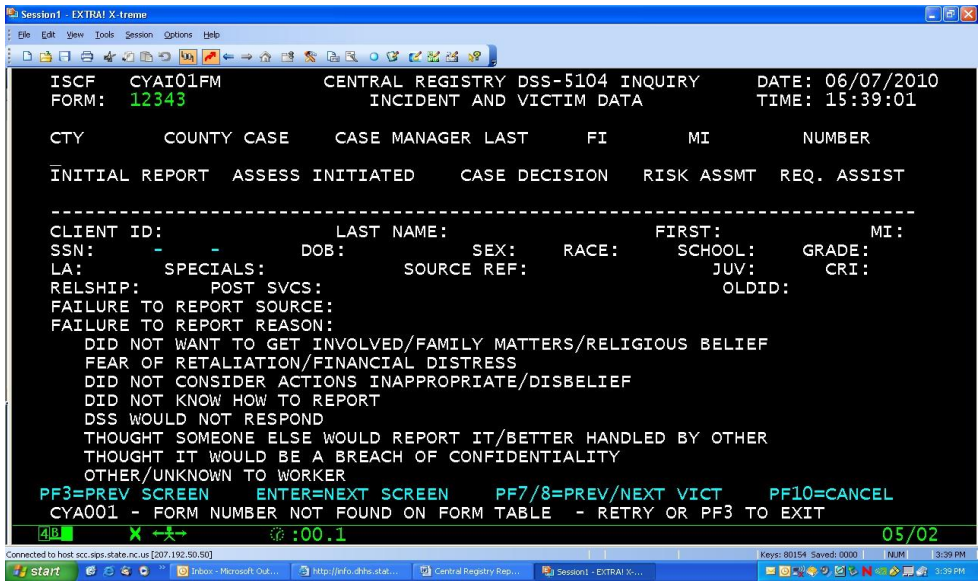 Session1 - EXTRA! X-treme
File Edit View Tools Session Options Help
ISCF CYAI01FM CENTRAL REGISTRY DSS-5104 INQUIRY DATE: 06/07/2010
FORM: 12343 INCIDENT AND VICTIM DATA TIME: 15:39:01
CTY COUNTY CASE CASE MANAGER LAST FI MI NUMBER
INITIAL REPORT ASSESS INITIATED CASE DECISION RISK ASSMT REQ. ASSIST
--------------------------------------------------------------------------
CLIENT ID: LAST NAME: FIRST: MI:
SSN: - - DOB: SEX: RACE: SCHOOL: GRADE:
LA: SPECIALS: SOURCE REF: JUV: CRI:
RELSHIP: POST SVCS: OLDID:
FAILURE TO REPORT SOURCE:
FAILURE TO REPORT REASON:
DID NOT WANT TO GET INVOLVED/FAMILY MATTERS/RELIGIOUS BELIEF
FEAR OF RETALIATION/FINANCIAL DISTRESS
DID NOT CONSIDER ACTIONS INAPPROPRIATE/DISBELIEF
DID NOT KNOW HOW TO REPORT
DSS WOULD NOT RESPOND
THOUGHT SOMEONE ELSE WOULD REPORT IT/BETTER HANDLED BY OTHER
THOUGHT IT WOULD BE A BREACH OF CONFIDENTIALITY
OTHER/UNKNOWN TO WORKER
PF3=PREV SCREEN ENTER=NEXT SCREEN PF7/8=PREV/NEXT VICT PF10=CANCEL
CYA001 - FORM NUMBER NOT FOUND ON FORM TABLE - RETRY OR PF3 TO EXIT
4B X :00.1 05/02
Connected to host scc.sips.state.nc.us [207.192.50.50] Keys: 80154 Saved: 0000 NUM 3:39 PM
start Inbox - Microsoft Out... http://info.dhhs.stat... Central Registry Rep... Session1 - EXTRA! X-... 3:39 PM